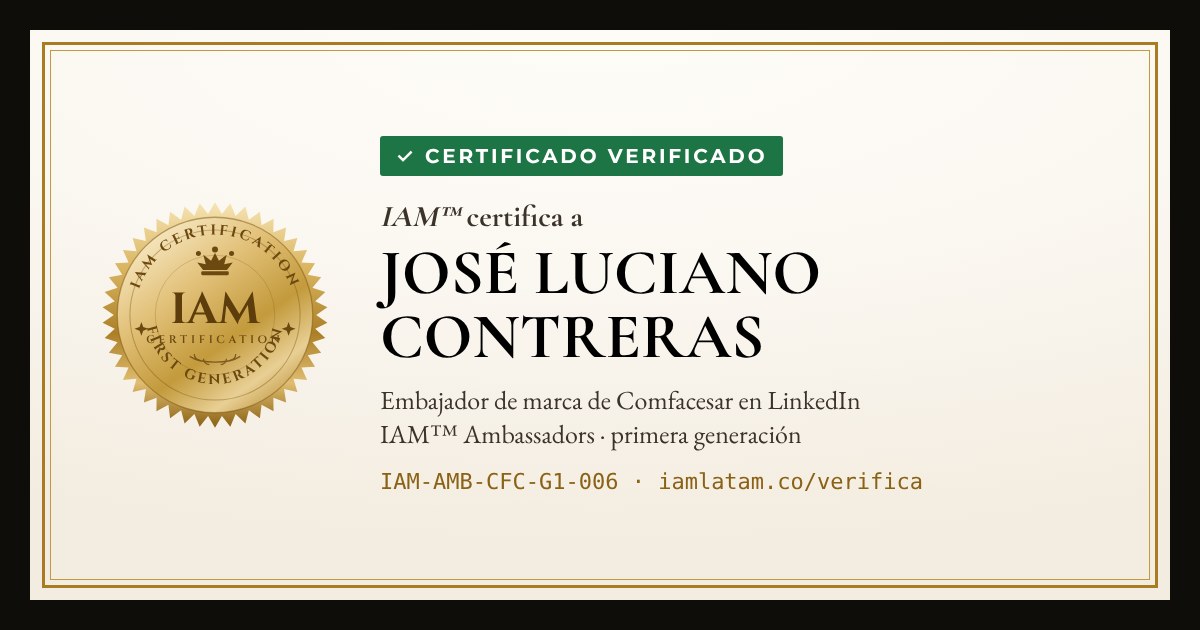 ✓ CERTIFICADO VERIFICADO
IAM™ certifica a
JOSÉ LUCIANO
CONTRERAS
Embajador de marca de Comfacesar en LinkedIn
IAM™ Ambassadors · primera generación
IAM-AMB-CFC-G1-006 · iamlatam.co/verifica
IAM CERTIFICATION
IAM
CERTIFICATION
FIRST GENERATION